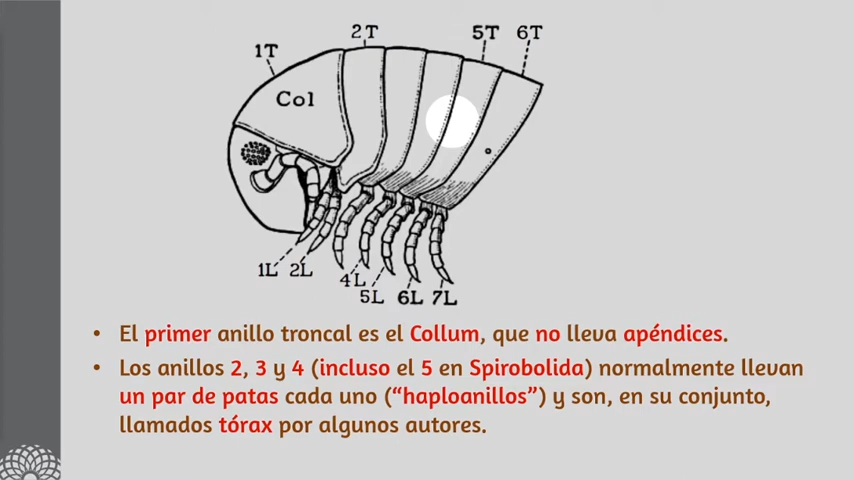 2T
5T 6T
1T
Col
1L 2L
4L
5L
6L 7L
• El primer anillo troncal es el Collum, que no lleva apéndices.
• Los anillos 2, 3 y 4 (incluso el 5 en Spirobolida) normalmente llevan
un par de patas cada uno (“haploanillos”) y son, en su conjunto,
llamados tórax por algunos autores.